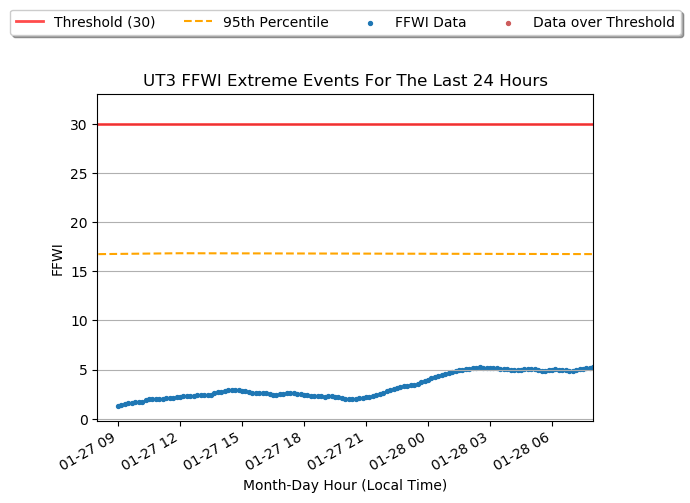 Threshold (30) 95th Percentile FFWI Data Data over Threshold
UT3 FFWI Extreme Events For The Last 24 Hours
30
25
20
15
10
5
0
FFWI
01-27 09 01-27 12 01-27 15 01-27 18 01-27 21 01-28 00 01-28 03 01-28 06
Month-Day Hour (Local Time)